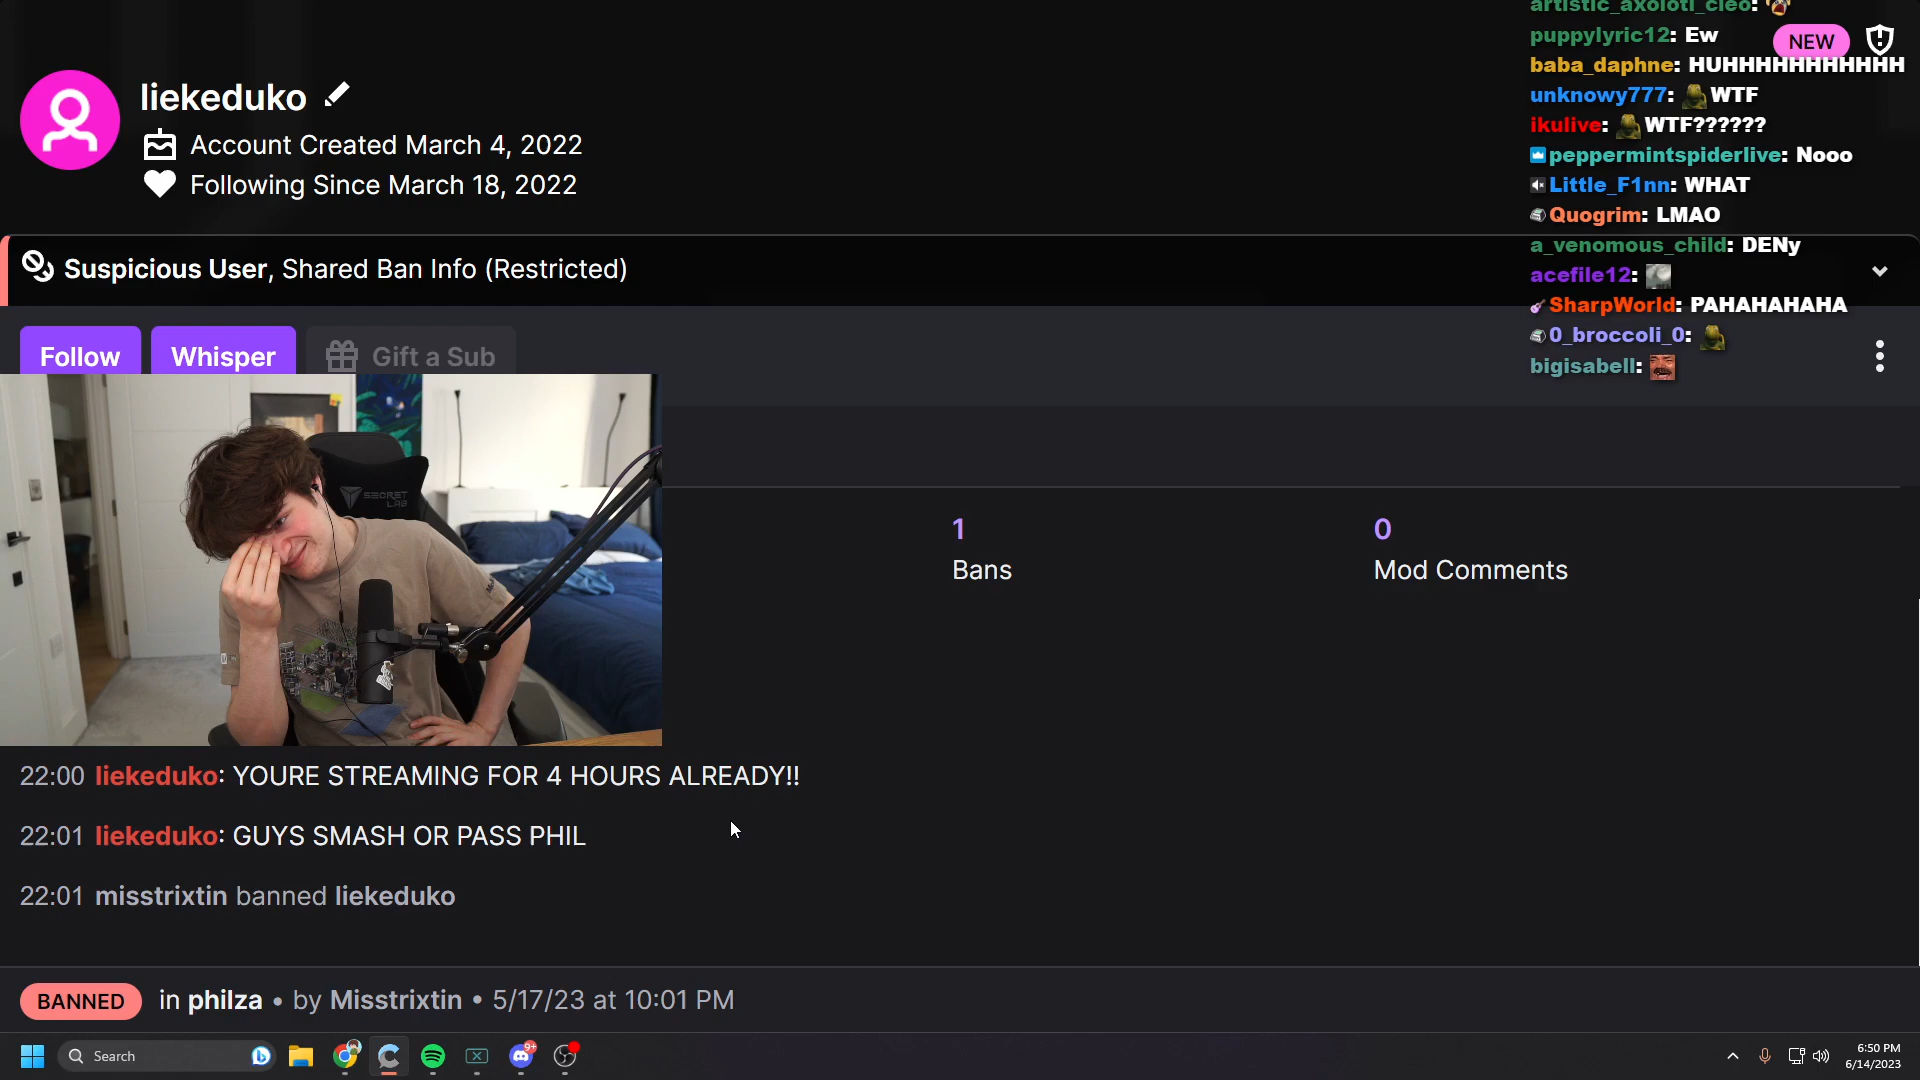 liekeduko
Account Created March 4, 2022
Following Since March 18, 2022
Suspicious User, Shared Ban Info (Restricted)
Follow
Whisper
Gift a Sub
artistic_axolotl_cleo:
puppylyric12: Ew
NEW
baba_daphne: HUHHHHHHHHHHHH
unknowy777: WTF
ikulive: WTF??????
peppermintspiderlive: Nooo
Little_F1nn: WHAT
Quogrim: LMAO
a_venomous_child: DENy
acefile12:
SharpWorld: PAHAHAHAHA
0_broccoli_0:
bigisabell:
SECRET
LAB
1
Bans
0
Mod Comments
22:00 liekeduko: YOURE STREAMING FOR 4 HOURS ALREADY!!
22:01 liekeduko: GUYS SMASH OR PASS PHIL
22:01 misstrixtin banned liekeduko
BANNED in philza • by Misstrixtin • 5/17/23 at 10:01 PM
Search
9+
6:50 PM
6/14/2023